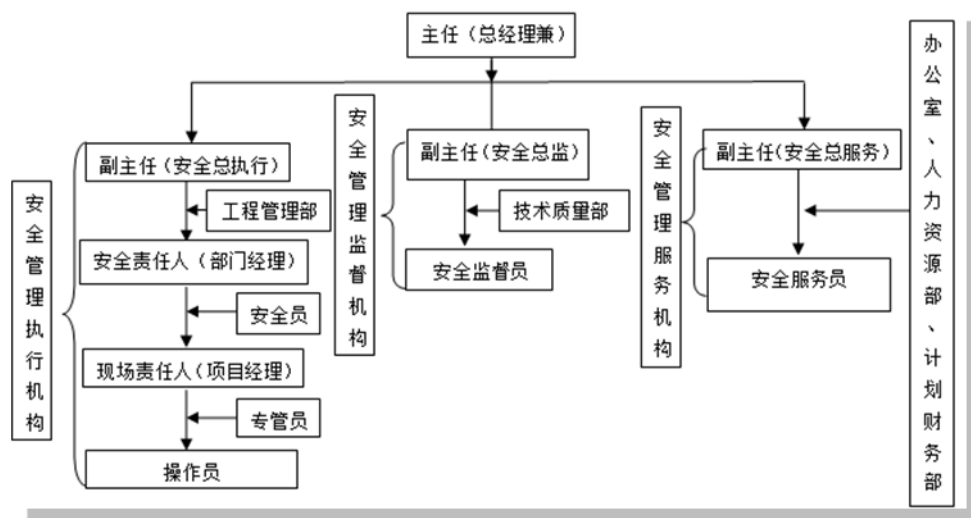 主任（总经理兼）
安全管理执行机构
副主任（安全总执行）
工程管理部
安全责任人（部门经理）
安全员
现场责任人（项目经理）
专管员
操作员
安全管理监督机构
副主任（安全总监）
技术质量部
安全监督员
安全管理服务机构
副主任（安全总服务）
安全服务员
办公室、人力资源部、计划财务部